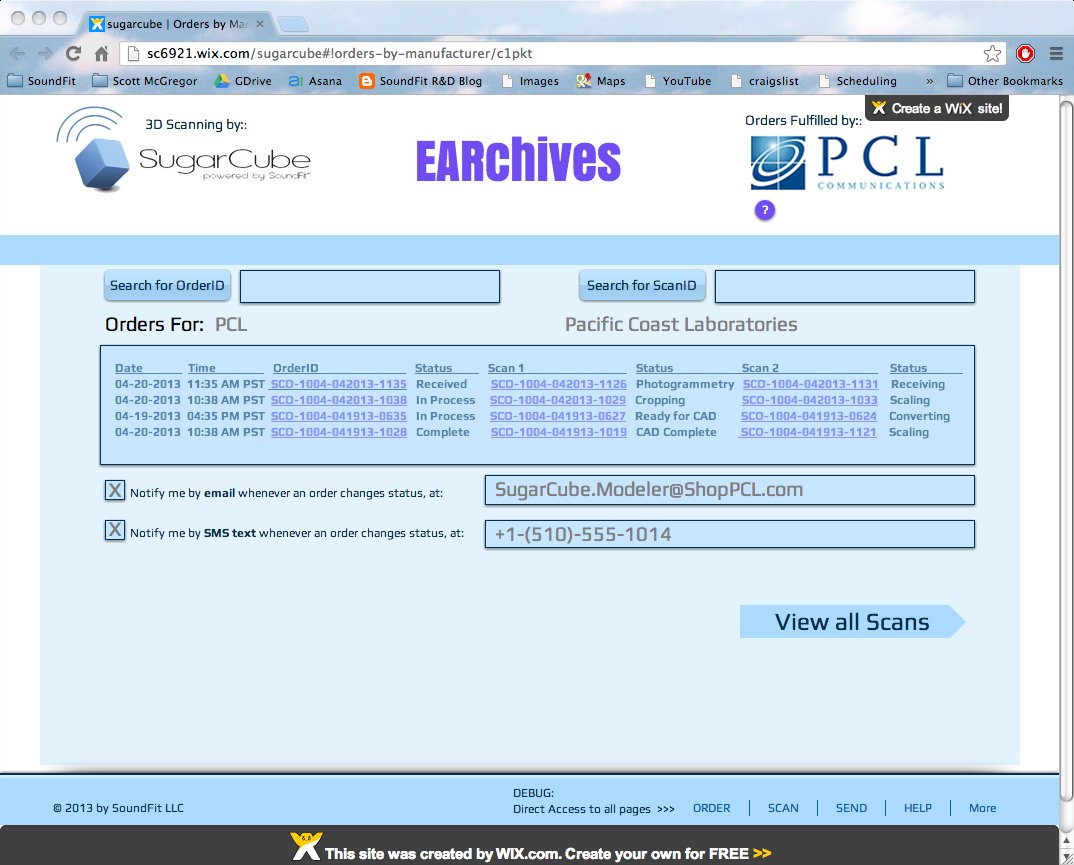 sugarcube | Orders by Mar
sc6921.wix.com/sugarcube#!orders-by-manufacturer/c1pkt
SoundFit Scott McGregor GDrive Asana SoundFit R&D Blog Images Maps YouTube craigslist Scheduling » Other Bookmarks
Create a WiX site!
3D Scanning by::
SugarCube
powered by SoundFit
EARchives
Orders Fulfilled by::
PCL
COMMUNICATIONS
?
Search for OrderID Search for ScanID
Orders For: PCL Pacific Coast Laboratories
Date Time OrderID Status Scan 1 Status Scan 2 Status
04-20-2013 11:35 AM PST SCO-1004-042013-1135 Received SCO-1004-042013-1126 Photogrammetry SCO-1004-042013-1131 Receiving
04-20-2013 10:38 AM PST SCO-1004-042013-1038 In Process SCO-1004-042013-1029 Cropping SCO-1004-042013-1033 Scaling
04-19-2013 04:35 PM PST SCO-1004-041913-0635 In Process SCO-1004-041913-0627 Ready for CAD SCO-1004-041913-0624 Converting
04-20-2013 10:38 AM PST SCO-1004-041913-1028 Complete SCO-1004-041913-1019 CAD Complete SCO-1004-041913-1121 Scaling
X Notify me by email whenever an order changes status, at: SugarCube.Modeler@ShopPCL.com
X Notify me by SMS text whenever an order changes status, at: +1-(510)-555-1014
View all Scans
DEBUG:
© 2013 by SoundFit LLC Direct Access to all pages >>> ORDER SCAN SEND HELP More
This site was created by WIX.com. Create your own for FREE >>